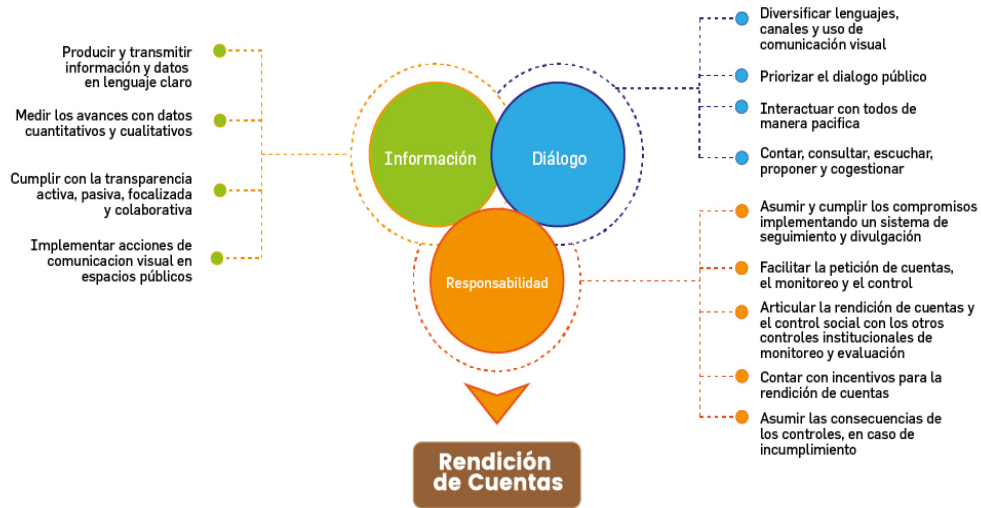 Producir y transmitir
información y datos
en lenguaje claro
Medir los avances con datos
cuantitativos y cualitativos
Cumplir con la transparencia
activa, pasiva, focalizada
y colaborativa
Implementar acciones de
comunicacion visual en
espacios públicos
Información
Diálogo
Responsabilidad
Diversificar lenguajes,
canales y uso de
comunicación visual
Priorizar el dialogo público
Interactuar con todos de
manera pacifica
Contar, consultar, escuchar,
proponer y cogestionar
Asumir y cumplir los compromisos
implementando un sistema de
seguimiento y divulgación
Facilitar la petición de cuentas,
el monitoreo y el control
Articular la rendición de cuentas y
el control social con los otros
controles institucionales de
monitoreo y evaluación
Contar con incentivos para la
rendición de cuentas
Asumir las consecuencias de
los controles, en caso de
incumplimiento
Rendición
de Cuentas